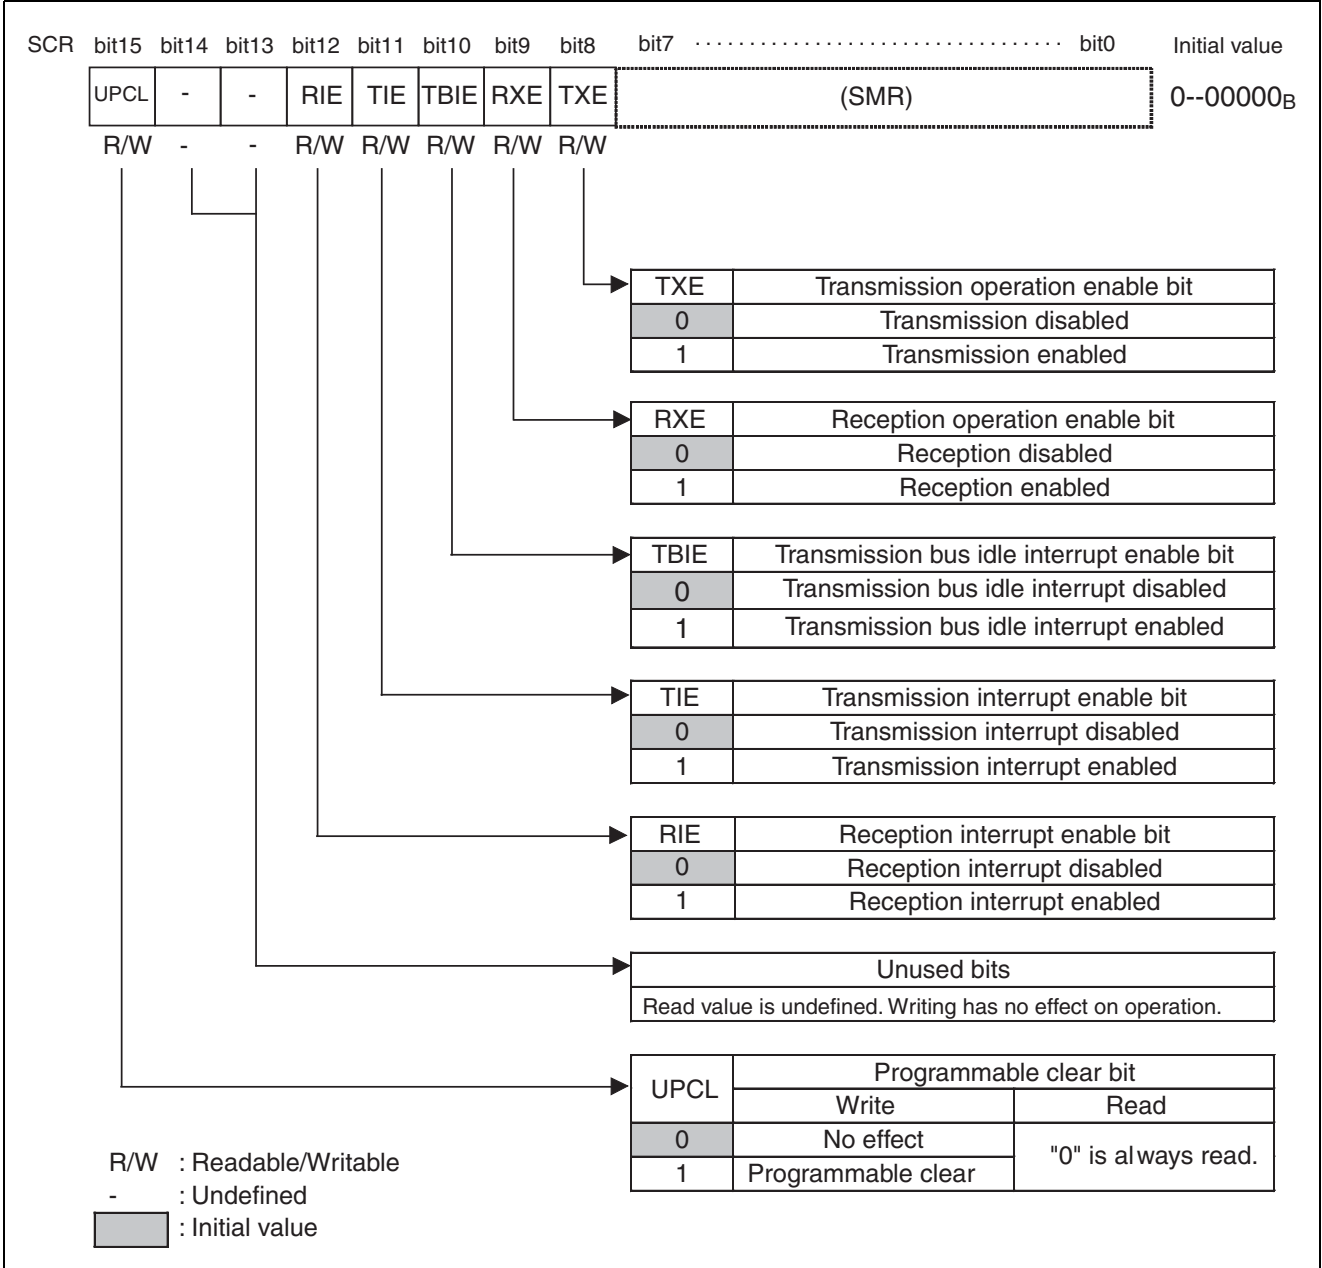 SCR bit15 bit14 bit13 bit12 bit11 bit10 bit9 bit8 bit7 ·································· bit0 Initial value
UPCL - - RIE TIE TBIE RXE TXE (SMR) 0--00000B
R/W - - R/W R/W R/W R/W R/W
TXE Transmission operation enable bit
0 Transmission disabled
1 Transmission enabled
RXE Reception operation enable bit
0 Reception disabled
1 Reception enabled
TBIE Transmission bus idle interrupt enable bit
0 Transmission bus idle interrupt disabled
1 Transmission bus idle interrupt enabled
TIE Transmission interrupt enable bit
0 Transmission interrupt disabled
1 Transmission interrupt enabled
RIE Reception interrupt enable bit
0 Reception interrupt disabled
1 Reception interrupt enabled
Unused bits
Read value is undefined. Writing has no effect on operation.
UPCL Programmable clear bit
Write Read
0 No effect "0" is always read.
1 Programmable clear
R/W : Readable/Writable
- : Undefined
: Initial value